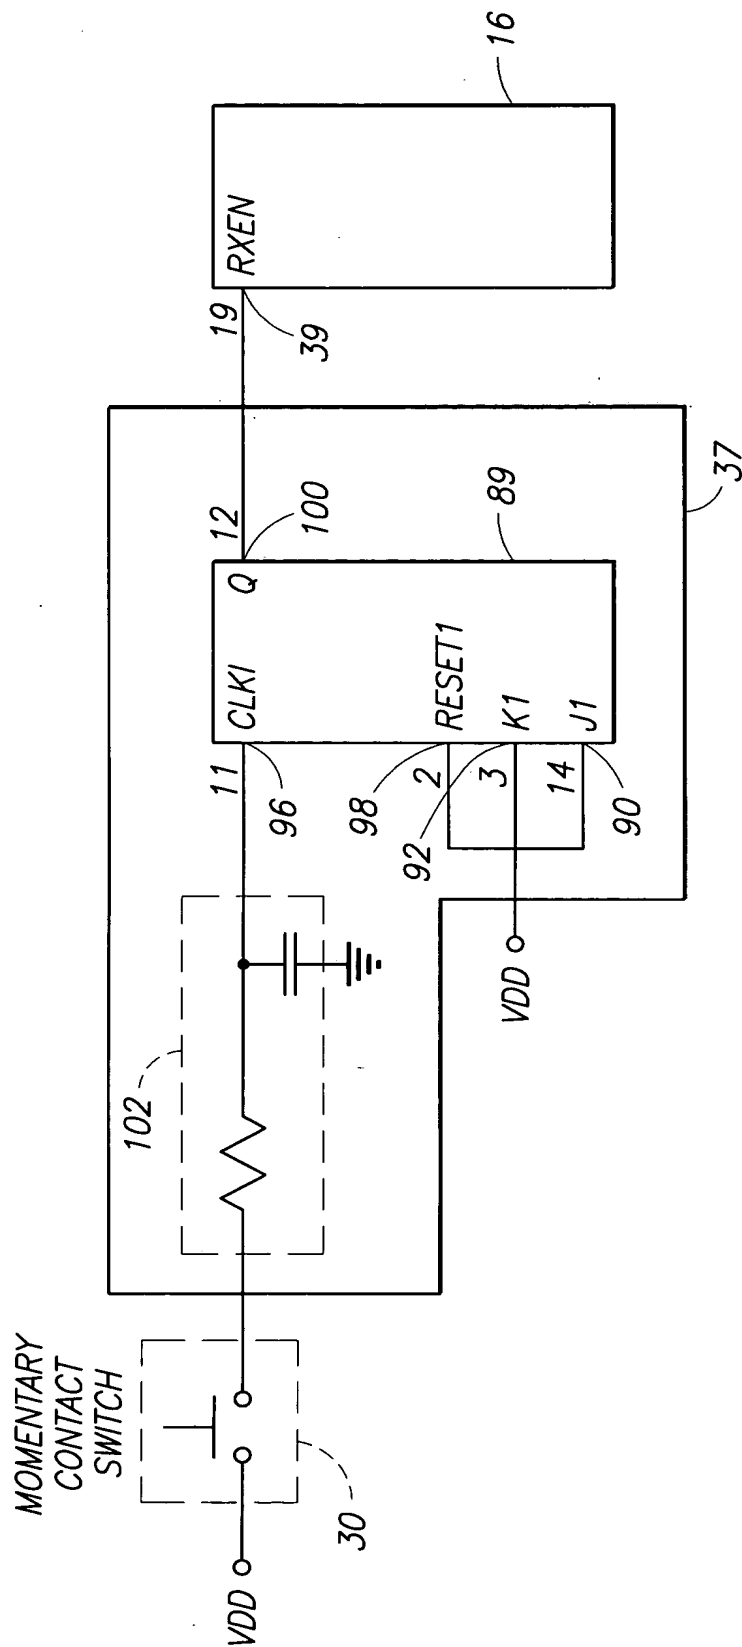 MOMENTARY
CONTACT
SWITCH
VDD
30
102
11
CLKI
96
Q
12
100
19
RXEN
39
16
98
2
RESET1
92
3
K1
14
J1
90
VDD
89
37